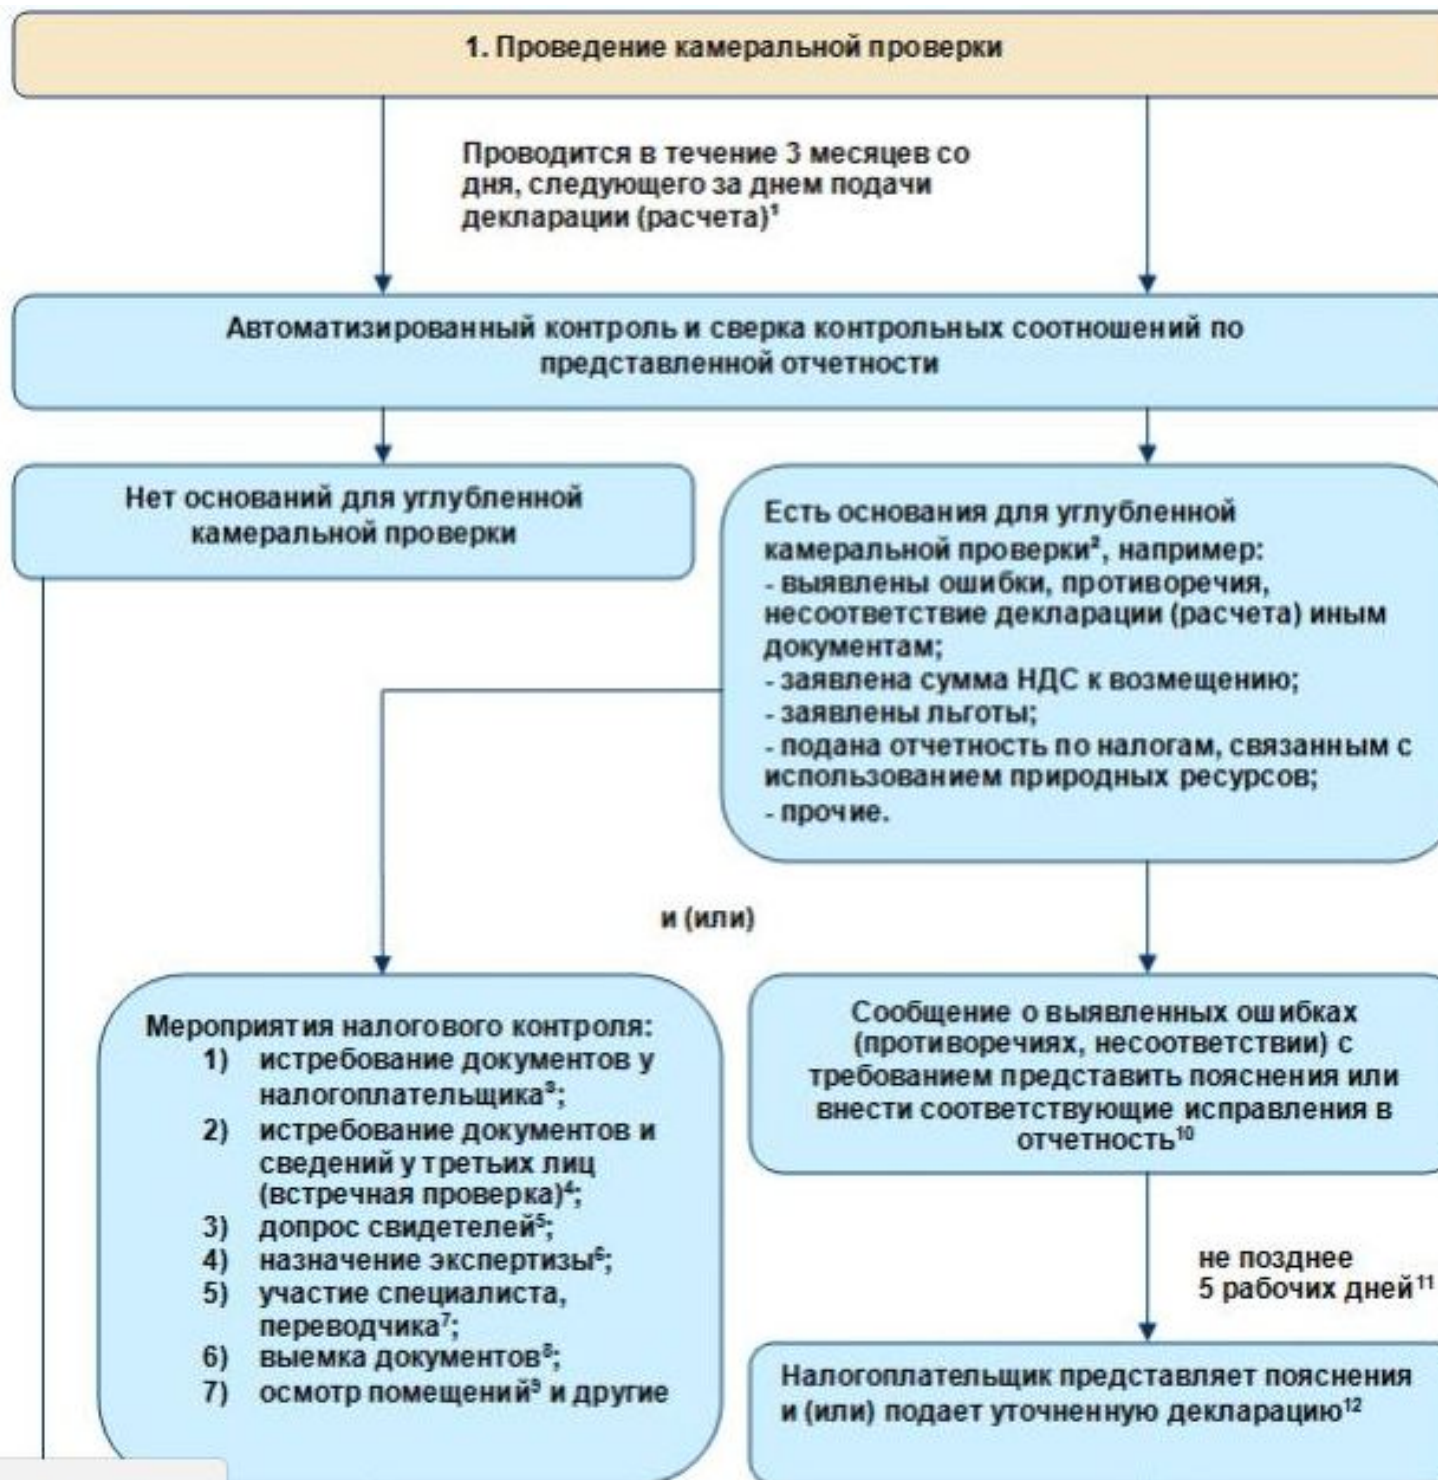 1. Проведение камеральной проверки
Проводится в течение 3 месяцев со
дня, следующего за днем подачи
декларации (расчета)¹
Автоматизированный контроль и сверка контрольных соотношений по
представленной отчетности
Нет оснований для углубленной
камеральной проверки
Есть основания для углубленной
камеральной проверки², например:
- выявлены ошибки, противоречия,
несоответствие декларации (расчета) иным
документам;
- заявлена сумма НДС к возмещению;
- заявлены льготы;
- подана отчетность по налогам, связанным с
использованием природных ресурсов;
- прочие.
и (или)
Мероприятия налогового контроля:
1) истребование документов у
налогоплательщика³;
2) истребование документов и
сведений у третьих лиц
(встречная проверка)⁴;
3) допрос свидетелей⁵;
4) назначение экспертизы⁶;
5) участие специалиста,
переводчика⁷;
6) выемка документов⁸;
7) осмотр помещений⁹ и другие
Сообщение о выявленных ошибках
(противоречиях, несоответствии) с
требованием представить пояснения или
внести соответствующие исправления в
отчетность¹⁰
не позднее
5 рабочих дней¹¹
Налогоплательщик представляет пояснения
и (или) подает уточненную декларацию¹²